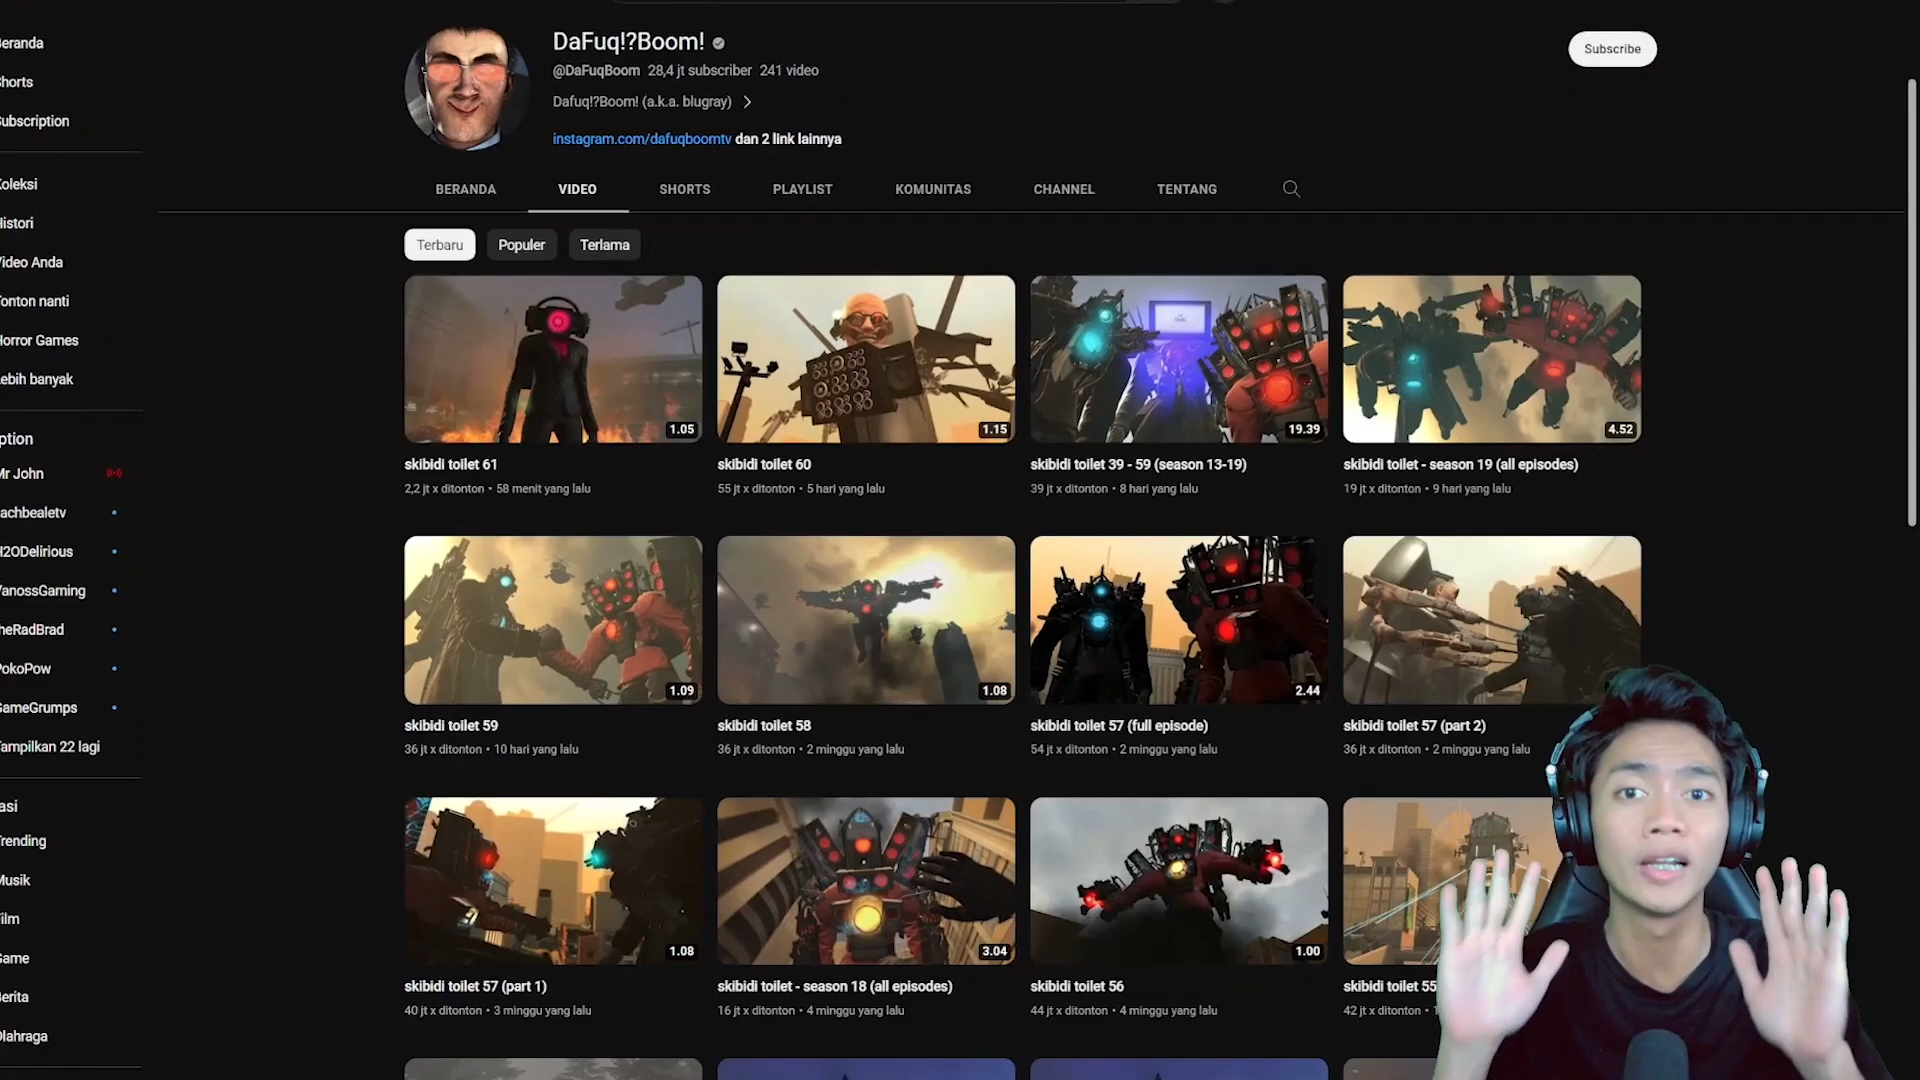 DaFuq!?Boom!
@DaFuqBoom 28,4 jt subscriber 241 video
Dafuq!?Boom! (a.k.a. blugray)
instagram.com/dafuqboomtv dan 2 link lainnya
Subscribe
BERANDA VIDEO SHORTS PLAYLIST KOMUNITAS CHANNEL TENTANG
Terbaru Populer Terlama
eranda
horts
ubscription
oleksi
istori
ideo Anda
onton nanti
orror Games
ebih banyak
ption
Mr John
achbealetv
H2ODelirious
VanossGaming
heRadBrad
PokoPow
GameGrumps
ampilkan 22 lagi
asi
rending
Musik
ilm
ame
erita
lahraga
1.05
1.15
19.39
4.52
skibidi toilet 61
2,2 jt x ditonton • 58 menit yang lalu
skibidi toilet 60
55 jt x ditonton • 5 hari yang lalu
skibidi toilet 39 - 59 (season 13-19)
39 jt x ditonton • 8 hari yang lalu
skibidi toilet - season 19 (all episodes)
19 jt x ditonton • 9 hari yang lalu
1.09
1.08
2.44
skibidi toilet 59
36 jt x ditonton • 10 hari yang lalu
skibidi toilet 58
36 jt x ditonton • 2 minggu yang lalu
skibidi toilet 57 (full episode)
54 jt x ditonton • 2 minggu yang lalu
skibidi toilet 57 (part 2)
36 jt x ditonton • 2 minggu yang lalu
1.08
3.04
1.00
skibidi toilet 57 (part 1)
40 jt x ditonton • 3 minggu yang lalu
skibidi toilet - season 18 (all episodes)
16 jt x ditonton • 4 minggu yang lalu
skibidi toilet 56
44 jt x ditonton • 4 minggu yang lalu
skibidi toilet 55
42 jt x ditonton •